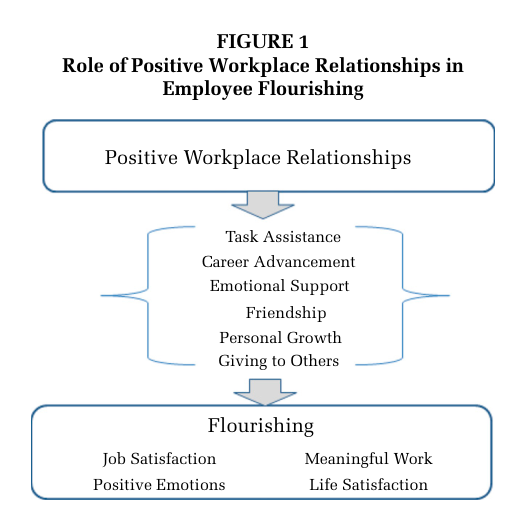 FIGURE 1
Role of Positive Workplace Relationships in
Employee Flourishing
Positive Workplace Relationships
Task Assistance
Career Advancement
Emotional Support
Friendship
Personal Growth
Giving to Others
Flourishing
Job Satisfaction Meaningful Work
Positive Emotions Life Satisfaction